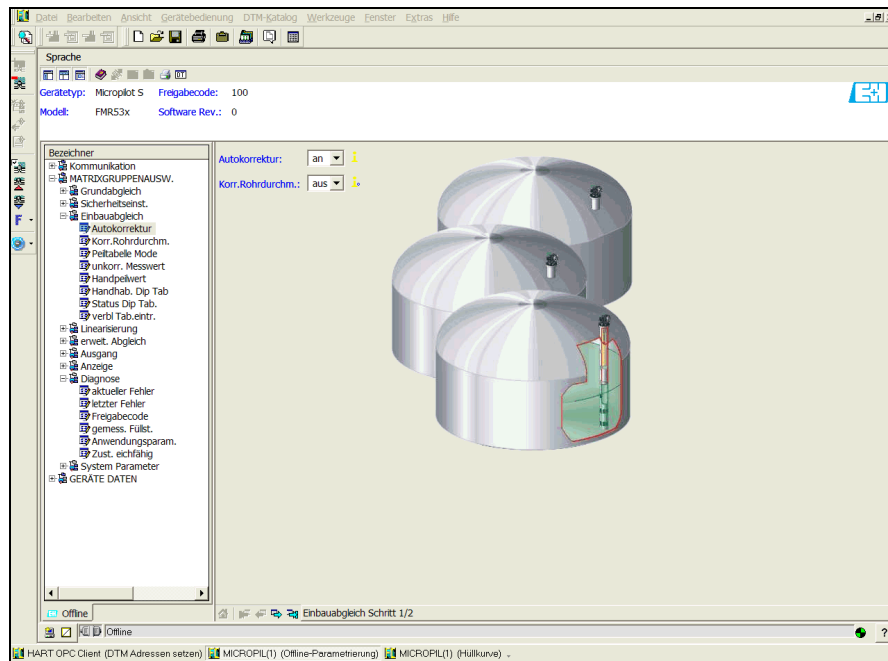 Datei Bearbeiten Ansicht Gerätebedienung DTM-Katalog Werkzeuge Fenster Extras Hilfe
Sprache
Gerätetyp: Micropilot S Freigabecode: 100
Modell: FMR53x Software Rev.: 0
Bezeichner
Kommunikation
MATRIXGRUPPENAUSW.
Grundabgleich
Sicherheitseinst.
Einbauabgleich
Autokorrektur
Korr.Rohrdurchm.
Peiltabelle Mode
unkorr. Messwert
Handpeilwert
Handhab. Dip Tab
Status Dip Tab.
verbl Tab.eintr.
Linearisierung
erweit. Abgleich
Ausgang
Anzeige
Diagnose
aktueller Fehler
letzter Fehler
Freigabecode
gemess. Füllst.
Anwendungsparam.
Zust. eichfähig
System Parameter
GERÄTE DATEN
Autokorrektur: an
Korr.Rohrdurchm.: aus
Offline
Einbauabgleich Schritt 1/2
Offline
HART OPC Client (DTM Adressen setzen) MICROPIL(1) (Offline-Parametrierung) MICROPIL(1) (Hüllkurve)